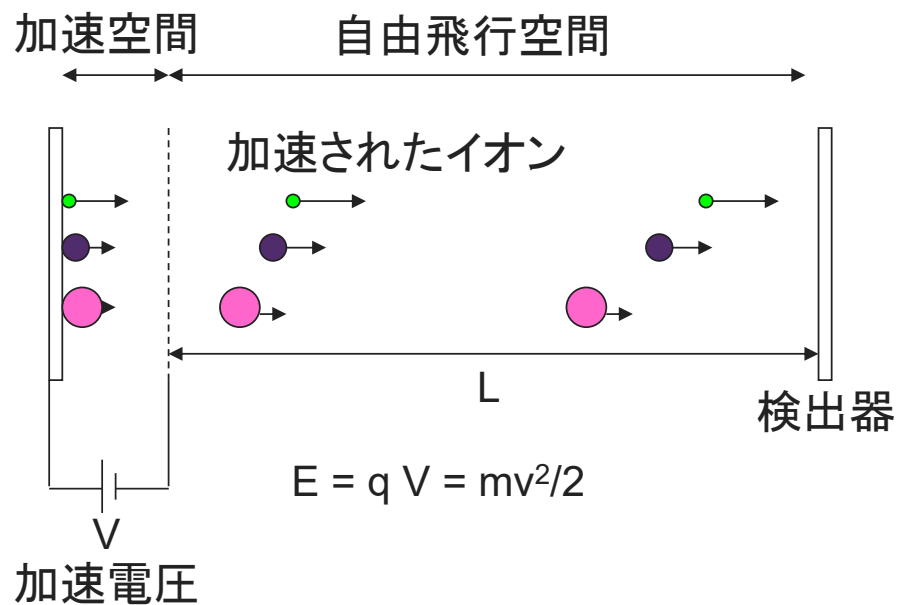 加速空間
自由飛行空間
加速されたイオン
L
検出器
E = q V = mv²/2
V
加速電圧